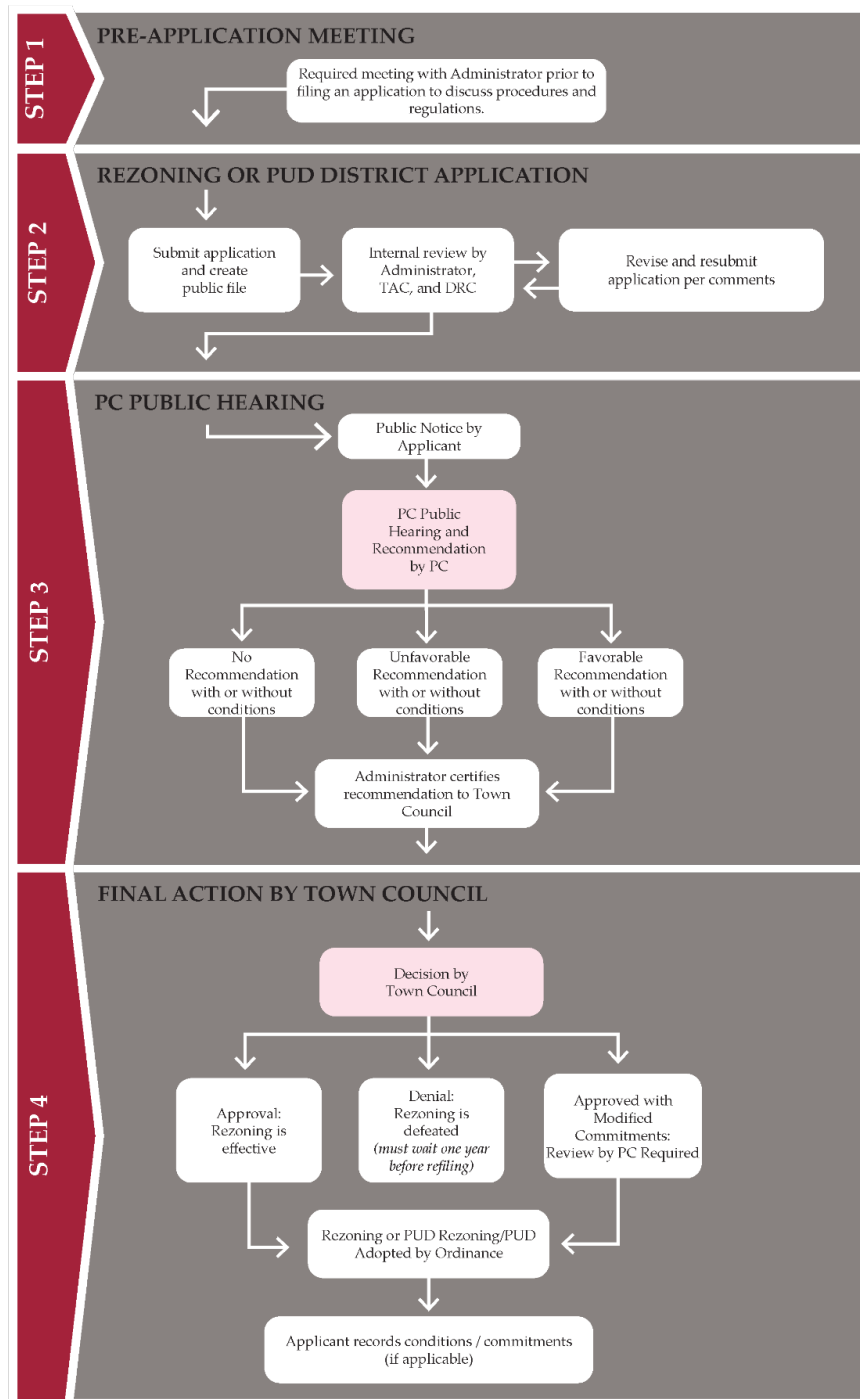 STEP 1
PRE-APPLICATION MEETING
Required meeting with Administrator prior to
filing an application to discuss procedures and
regulations.
STEP 2
REZONING OR PUD DISTRICT APPLICATION
Submit application
and create
public file
Internal review by
Administrator,
TAC, and DRC
Revise and resubmit
application per comments
STEP 3
PC PUBLIC HEARING
Public Notice by
Applicant
PC Public
Hearing and
Recommendation
by PC
No
Recommendation
with or without
conditions
Unfavorable
Recommendation
with or without
conditions
Favorable
Recommendation
with or without
conditions
Administrator certifies
recommendation to Town
Council
STEP 4
FINAL ACTION BY TOWN COUNCIL
Decision by
Town Council
Approval:
Rezoning is
effective
Denial:
Rezoning is
defeated
(must wait one year
before refiling)
Approved with
Modified
Commitments:
Review by PC Required
Rezoning or PUD Rezoning/PUD
Adopted by Ordinance
Applicant records conditions / commitments
(if applicable)